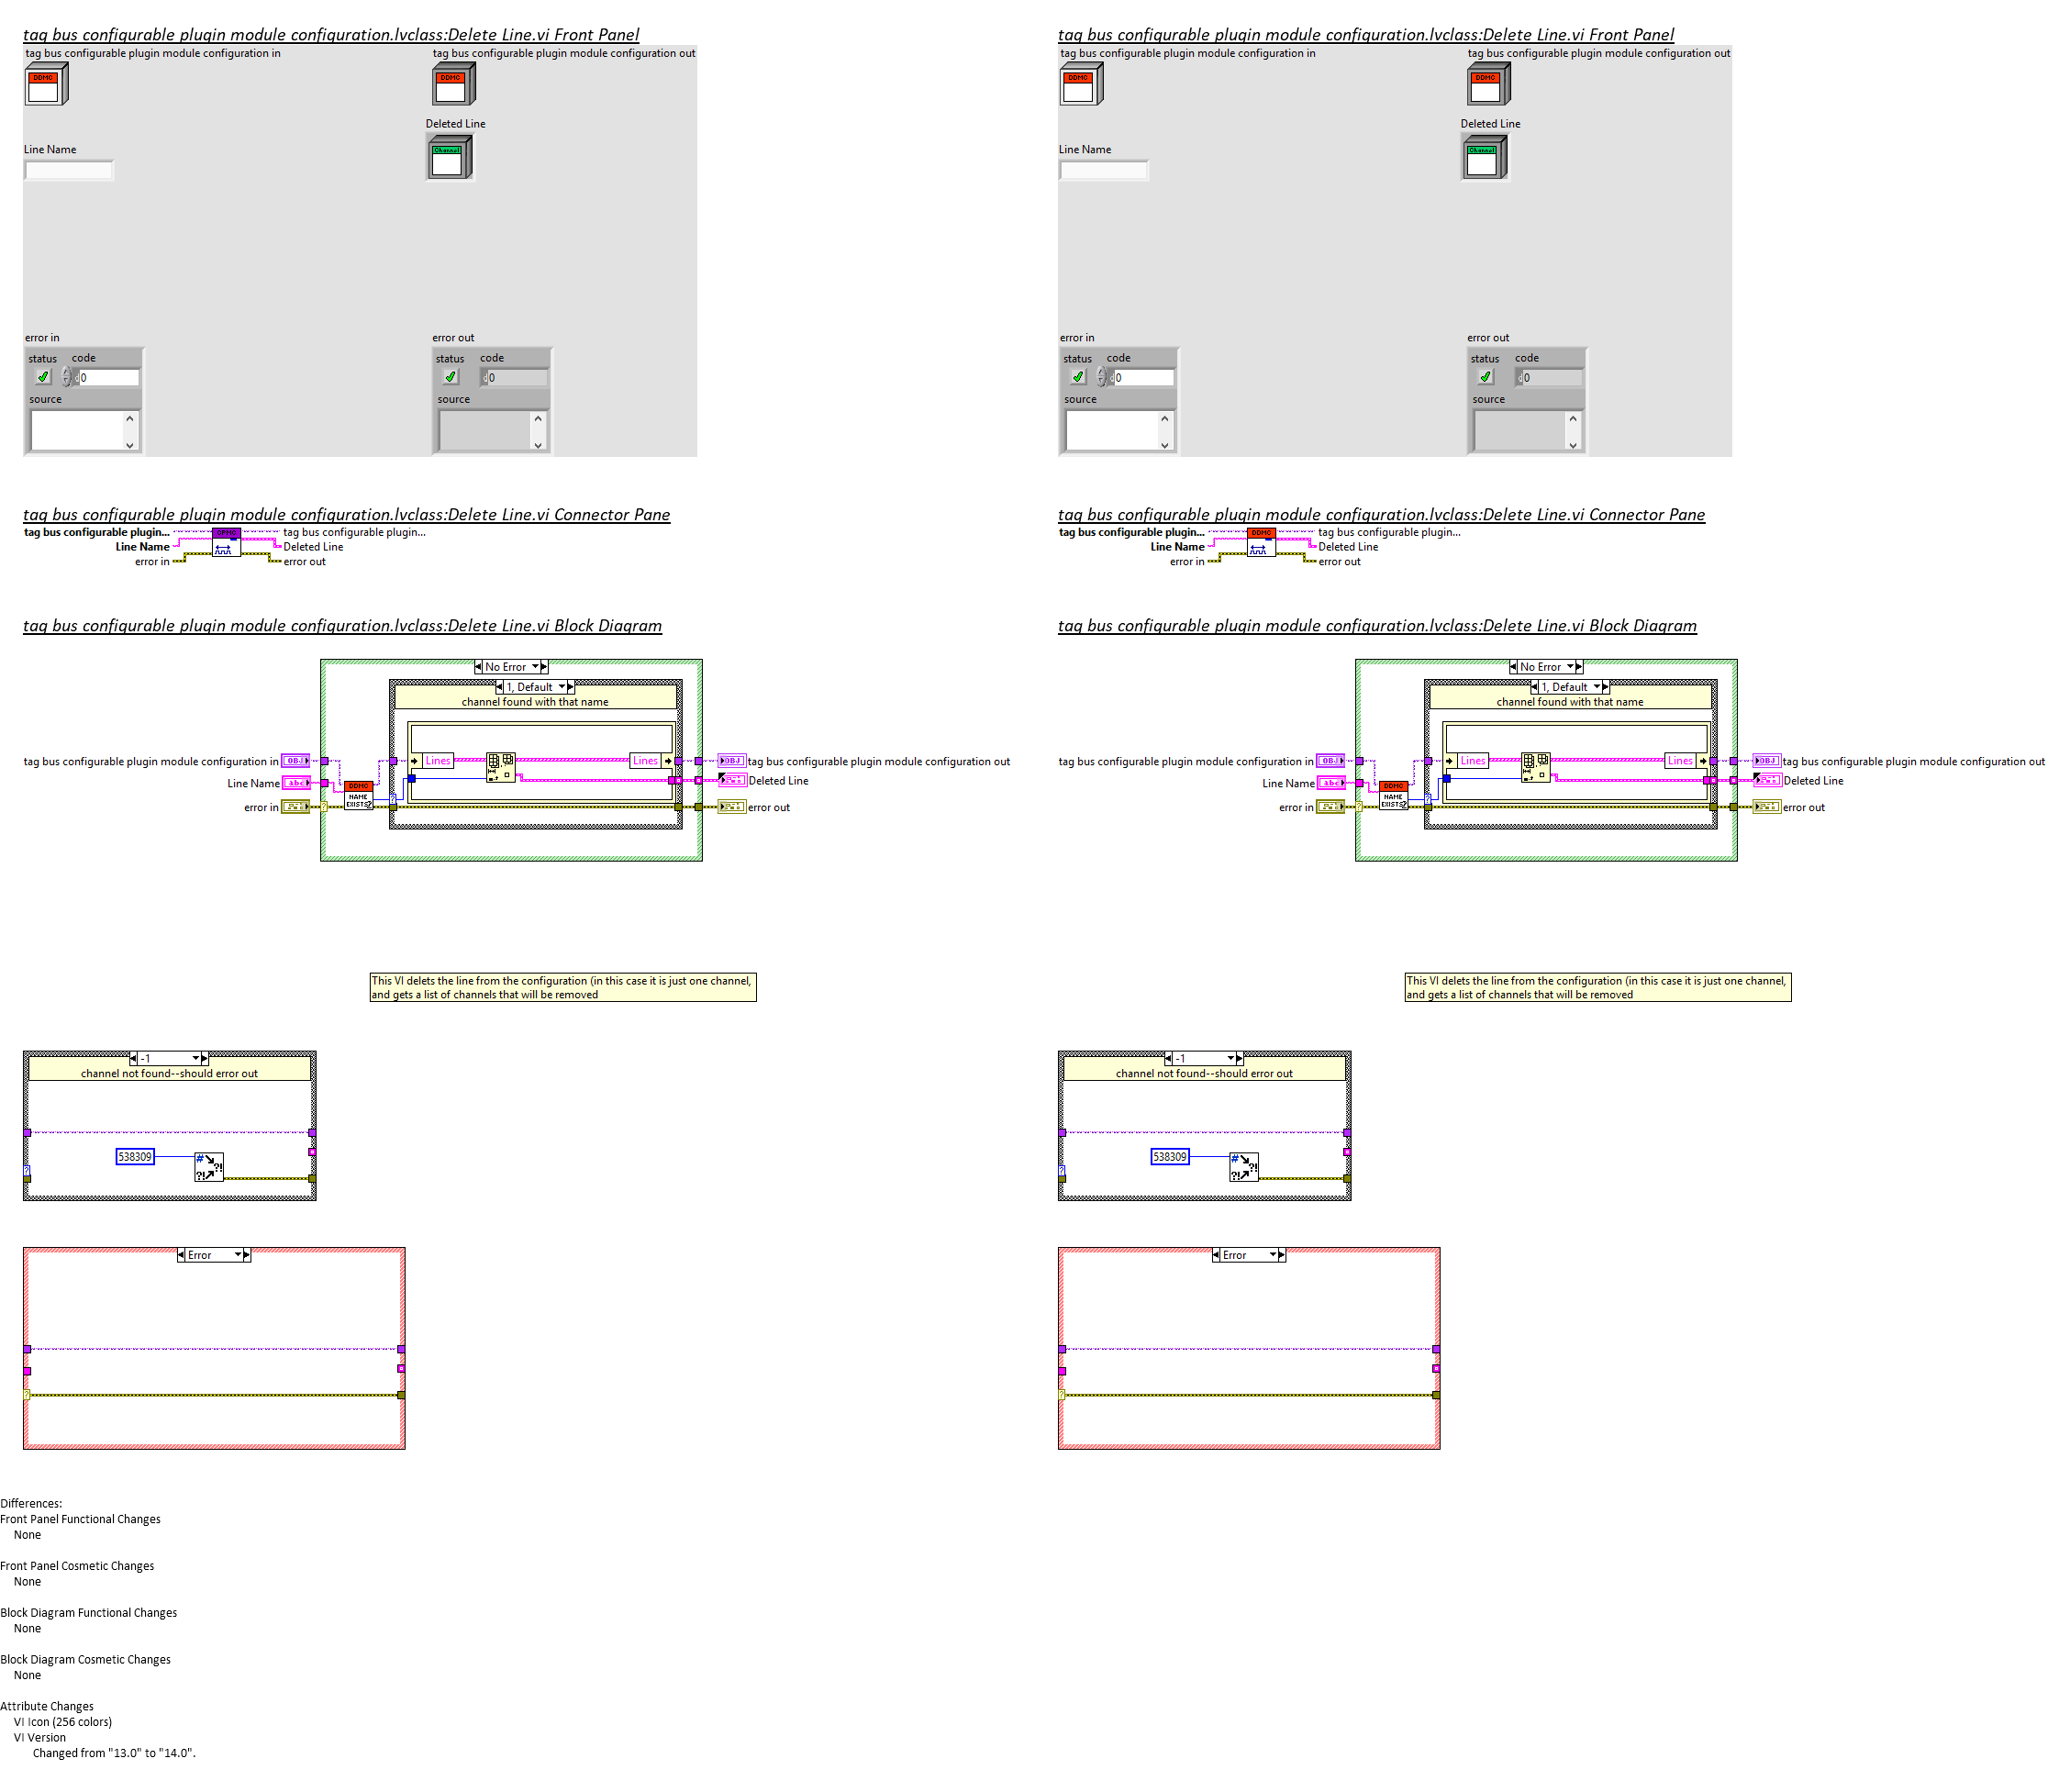 tag bus configurable plugin module configuration.lvclass:Delete Line.vi Front Panel
tag bus configurable plugin module configuration in
tag bus configurable plugin module configuration out
DDMC
DDMC
Deleted Line
Channel
Line Name
error in
status code
0
source
error out
status code
0
source
tag bus configurable plugin module configuration.lvclass:Delete Line.vi Connector Pane
tag bus configurable plugin...
tag bus configurable plugin...
Line Name
Deleted Line
error in
error out
tag bus configurable plugin module configuration.lvclass:Delete Line.vi Block Diagram
No Error
1, Default
channel found with that name
tag bus configurable plugin module configuration in
OBJ
Lines
Lines
OBJ
tag bus configurable plugin module configuration out
Line Name
abc
Deleted Line
DDMC
NAME
EXISTS?
error in
error out
This VI delets the line from the configuration (in this case it is just one channel,
and gets a list of channels that will be removed
-1
channel not found--should error out
538309
Error
tag bus configurable plugin module configuration.lvclass:Delete Line.vi Front Panel
tag bus configurable plugin module configuration in
tag bus configurable plugin module configuration out
DDMC
DDMC
Deleted Line
Channel
Line Name
error in
status code
0
source
error out
status code
0
source
tag bus configurable plugin module configuration.lvclass:Delete Line.vi Connector Pane
tag bus configurable plugin...
DDMC
tag bus configurable plugin...
Line Name
Deleted Line
error in
error out
tag bus configurable plugin module configuration.lvclass:Delete Line.vi Block Diagram
No Error
1, Default
channel found with that name
tag bus configurable plugin module configuration in
OBJ
Lines
Lines
OBJ
tag bus configurable plugin module configuration out
Line Name
abc
Deleted Line
DDMC
NAME
EXISTS?
error in
error out
This VI delets the line from the configuration (in this case it is just one channel,
and gets a list of channels that will be removed
-1
channel not found--should error out
538309
Error
Differences:
Front Panel Functional Changes
None
Front Panel Cosmetic Changes
None
Block Diagram Functional Changes
None
Block Diagram Cosmetic Changes
None
Attribute Changes
VI Icon (256 colors)
VI Version
Changed from "13.0" to "14.0".